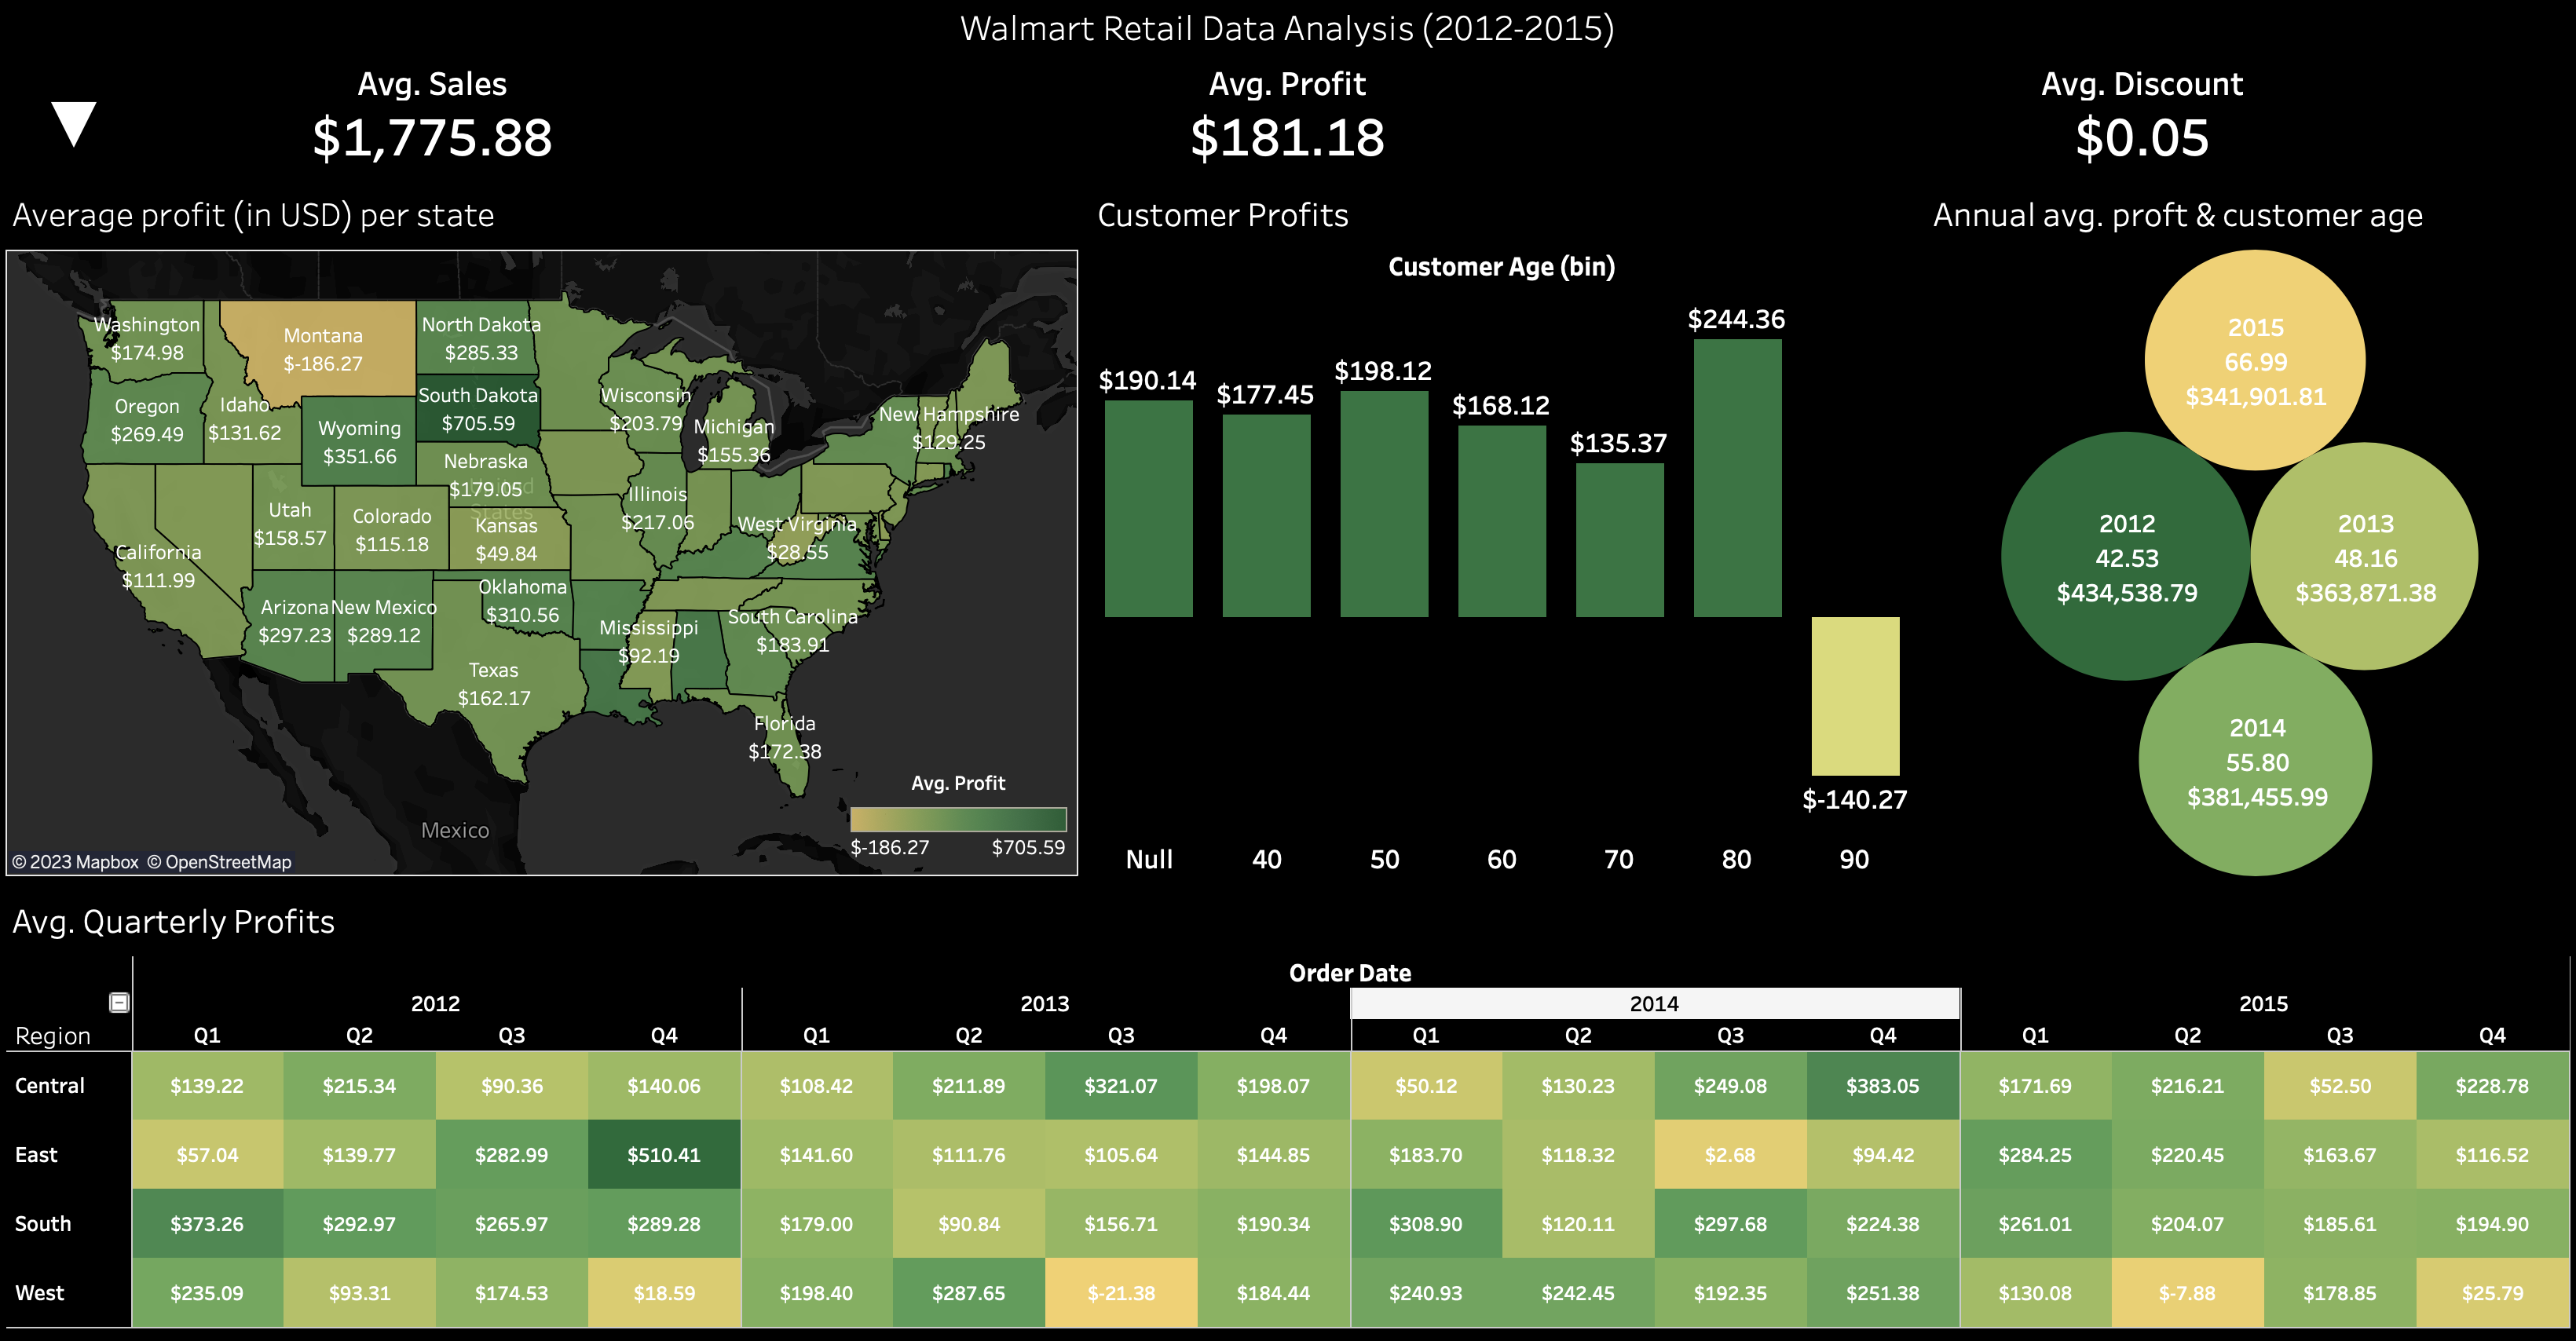 Walmart Retail Data Analysis (2012-2015)
Avg. Sales
$1,775.88
Avg. Profit
$181.18
Avg. Discount
$0.05
Average profit (in USD) per state
Washington
$174.98
Montana
$-186.27
North Dakota
$285.33
Oregon
$269.49
Idaho
$131.62
Wyoming
$351.66
South Dakota
$705.59
Wisconsin
$203.79
Michigan
$155.36
New Hampshire
$129.25
Nebraska
$179.05
United
States
Utah
$158.57
Colorado
$115.18
Kansas
$49.84
Illinois
$217.06
West Virginia
$28.55
California
$111.99
Arizona
$297.23
New Mexico
$289.12
Oklahoma
$310.56
Texas
$162.17
Mississippi
$92.19
South Carolina
$183.91
Florida
$172.38
Mexico
Avg. Profit
$-186.27 $705.59
© 2023 Mapbox © OpenStreetMap
Customer Profits
Customer Age (bin)
$190.14
$177.45
$198.12
$168.12
$135.37
$244.36
$-140.27
Null 40 50 60 70 80 90
Annual avg. proft & customer age
2015
66.99
$341,901.81
2012
42.53
$434,538.79
2013
48.16
$363,871.38
2014
55.80
$381,455.99
Avg. Quarterly Profits
Order Date
2012 2013 2014 2015
Region Q1 Q2 Q3 Q4 Q1 Q2 Q3 Q4 Q1 Q2 Q3 Q4 Q1 Q2 Q3 Q4
Central $139.22 $215.34 $90.36 $140.06 $108.42 $211.89 $321.07 $198.07 $50.12 $130.23 $249.08 $383.05 $171.69 $216.21 $52.50 $228.78
East $57.04 $139.77 $282.99 $510.41 $141.60 $111.76 $105.64 $144.85 $183.70 $118.32 $2.68 $94.42 $284.25 $220.45 $163.67 $116.52
South $373.26 $292.97 $265.97 $289.28 $179.00 $90.84 $156.71 $190.34 $308.90 $120.11 $297.68 $224.38 $261.01 $204.07 $185.61 $194.90
West $235.09 $93.31 $174.53 $18.59 $198.40 $287.65 $-21.38 $184.44 $240.93 $242.45 $192.35 $251.38 $130.08 $-7.88 $178.85 $25.79